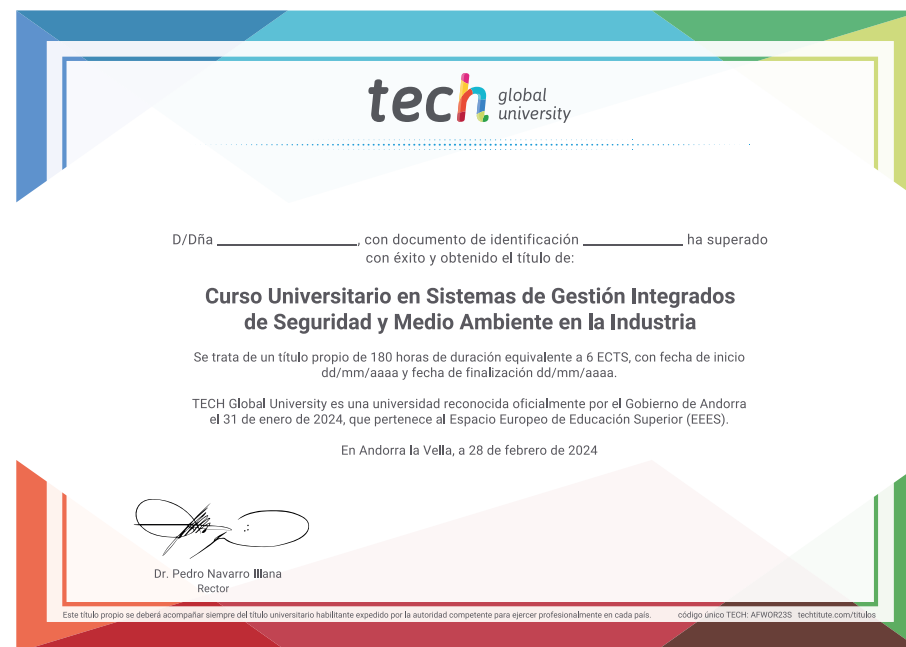 tech global university
D/Dña ________________, con documento de identificación ____________ ha superado
con éxito y obtenido el título de:
Curso Universitario en Sistemas de Gestión Integrados
de Seguridad y Medio Ambiente en la Industria
Se trata de un título propio de 180 horas de duración equivalente a 6 ECTS, con fecha de inicio
dd/mm/aaaa y fecha de finalización dd/mm/aaaa.
TECH Global University es una universidad reconocida oficialmente por el Gobierno de Andorra
el 31 de enero de 2024, que pertenece al Espacio Europeo de Educación Superior (EEES).
En Andorra la Vella, a 28 de febrero de 2024
Dr. Pedro Navarro Illana
Rector
Este título propio se deberá acompañar siempre del título universitario habilitante expedido por la autoridad competente para ejercer profesionalmente en cada país. código único TECH: AFWOR23S techtitute.com/titulos